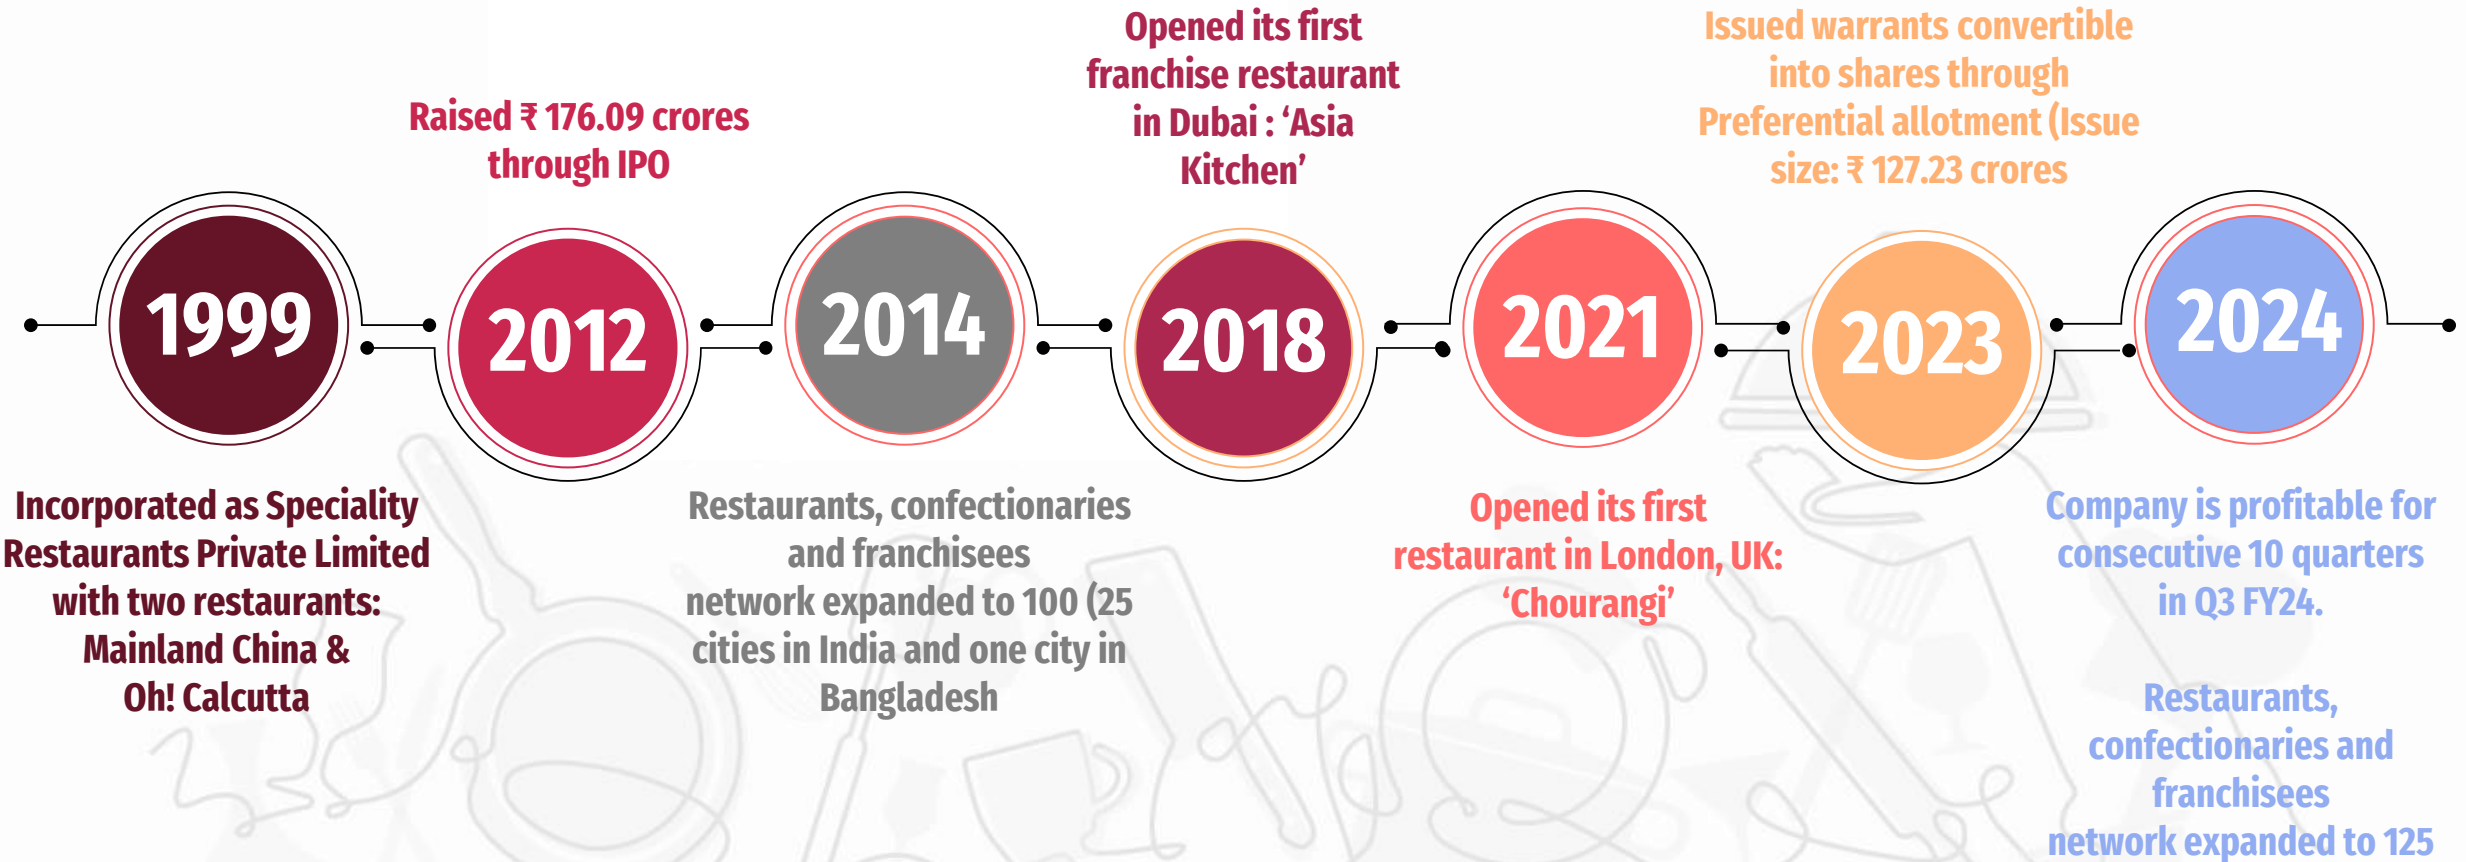 1999
Incorporated as Speciality
Restaurants Private Limited
with two restaurants:
Mainland China &
Oh! Calcutta
Raised ₹ 176.09 crores
through IPO
2012
2014
Restaurants, confectionaries
and franchisees
network expanded to 100 (25
cities in India and one city in
Bangladesh
Opened its first
franchise restaurant
in Dubai : ‘Asia
Kitchen’
2018
2021
Opened its first
restaurant in London, UK:
‘Chourangi’
Issued warrants convertible
into shares through
Preferential allotment (Issue
size: ₹ 127.23 crores
2023
2024
Company is profitable for
consecutive 10 quarters
in Q3 FY24.
Restaurants,
confectionaries and
franchisees
network expanded to 125